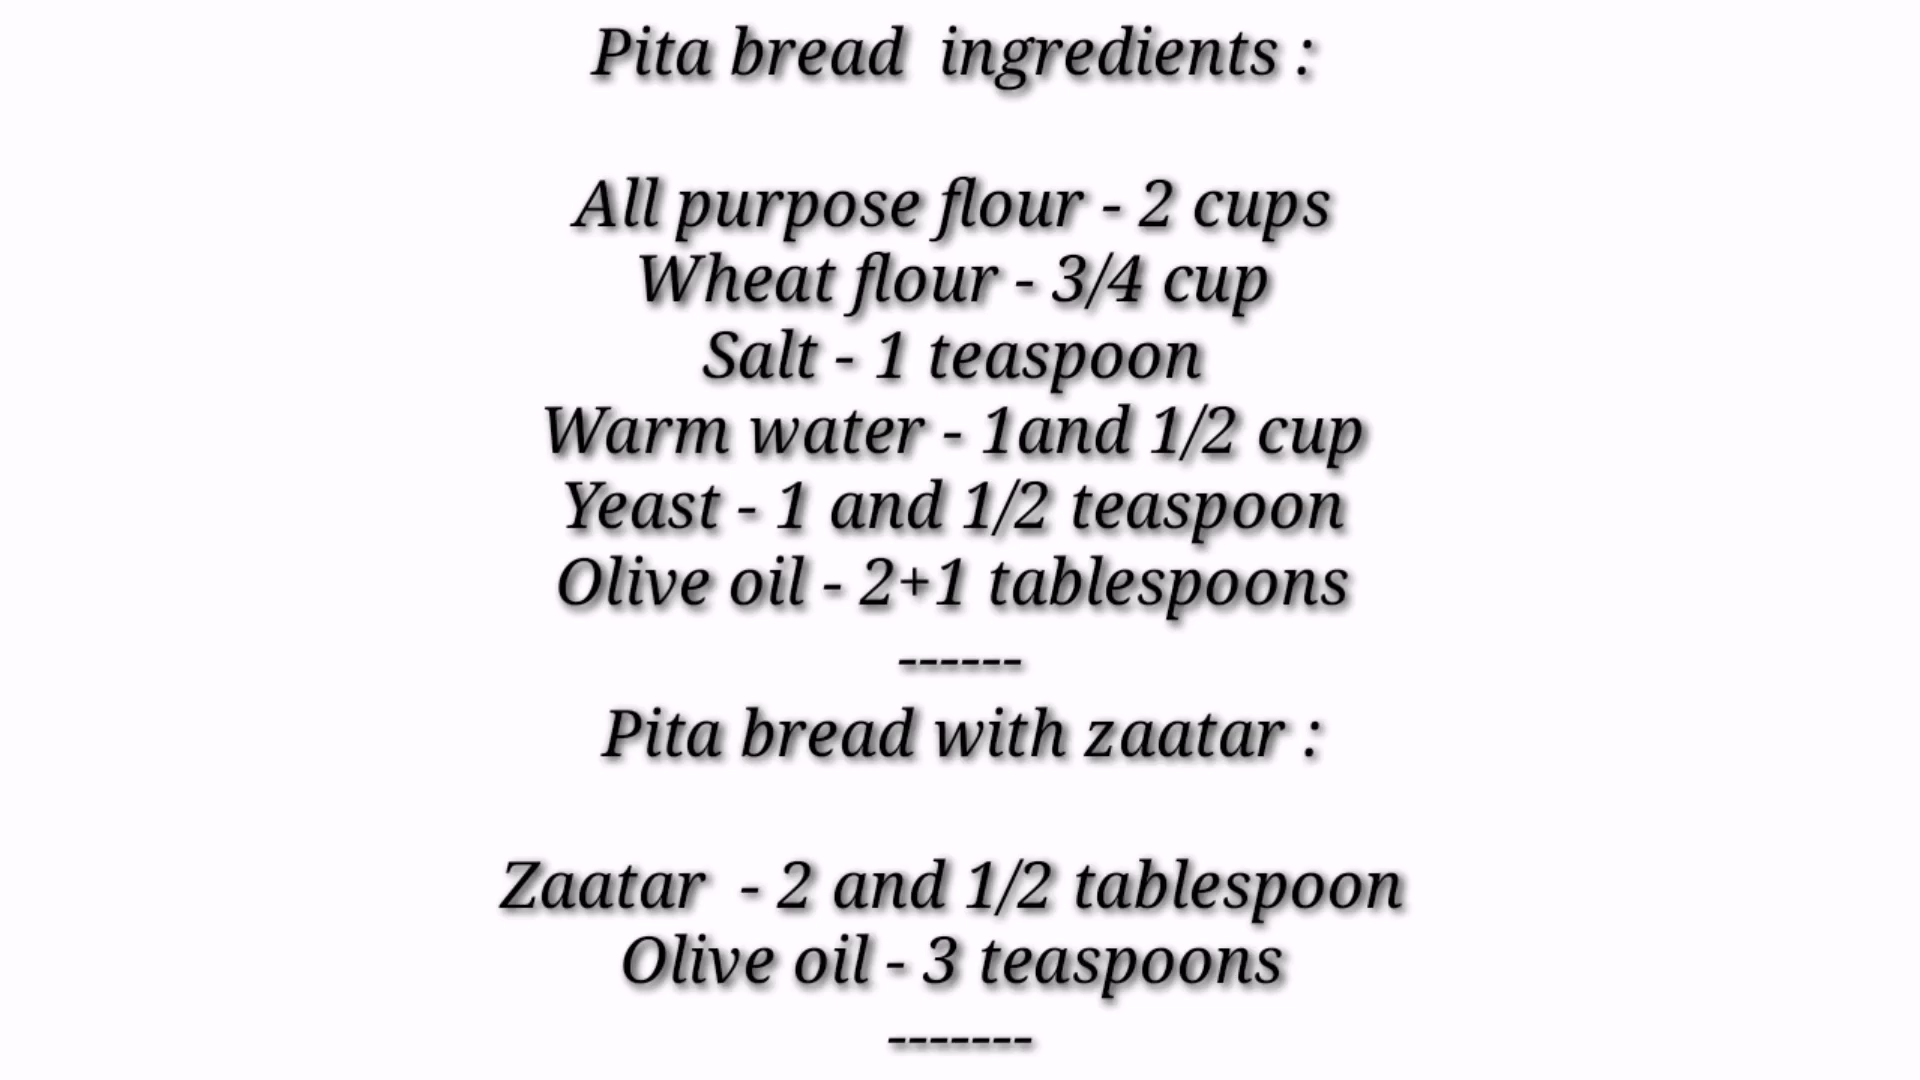 Pita bread  ingredients :
All purpose flour - 2 cups
Wheat flour - 3/4 cup
Salt - 1 teaspoon
Warm water - 1and 1/2 cup
Yeast - 1 and 1/2 teaspoon
Olive oil - 2+1 tablespoons
------
Pita bread with zaatar :
Zaatar  - 2 and 1/2 tablespoon
Olive oil - 3 teaspoons
-------